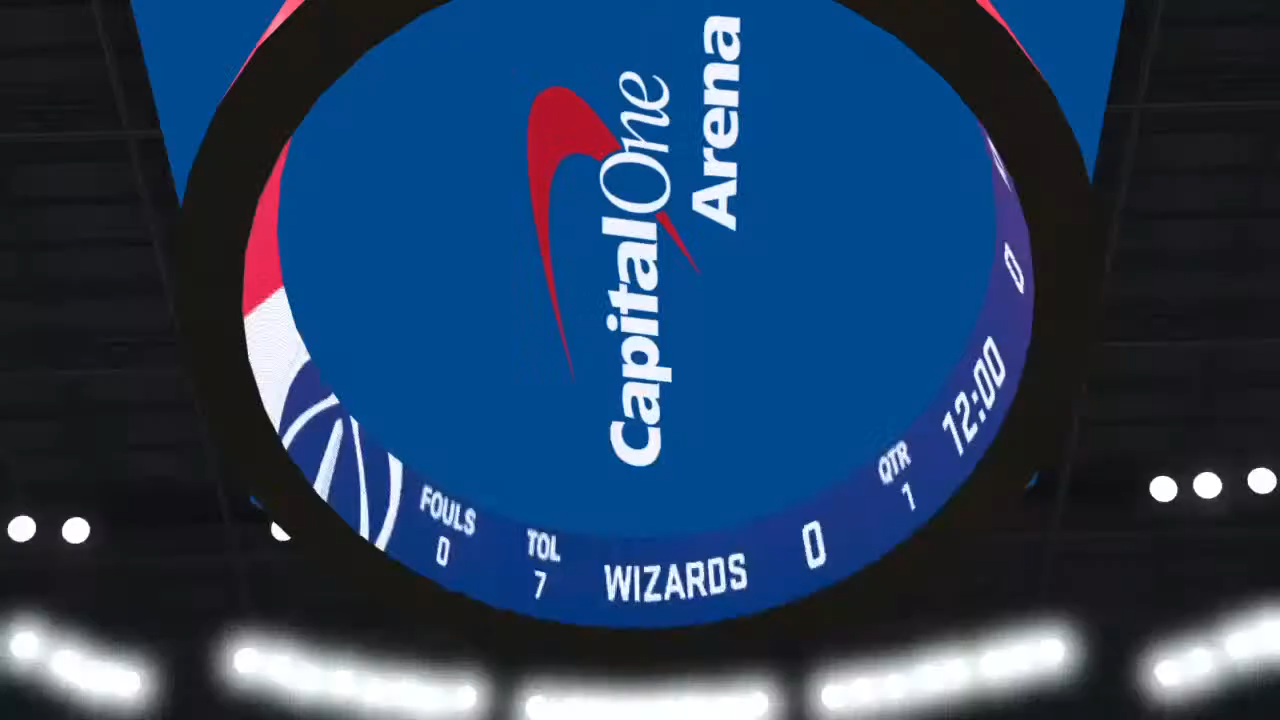 CapitalOne
Arena
FOULS
0
TOL
7
WIZARDS
0
QTR
1
12:00
0